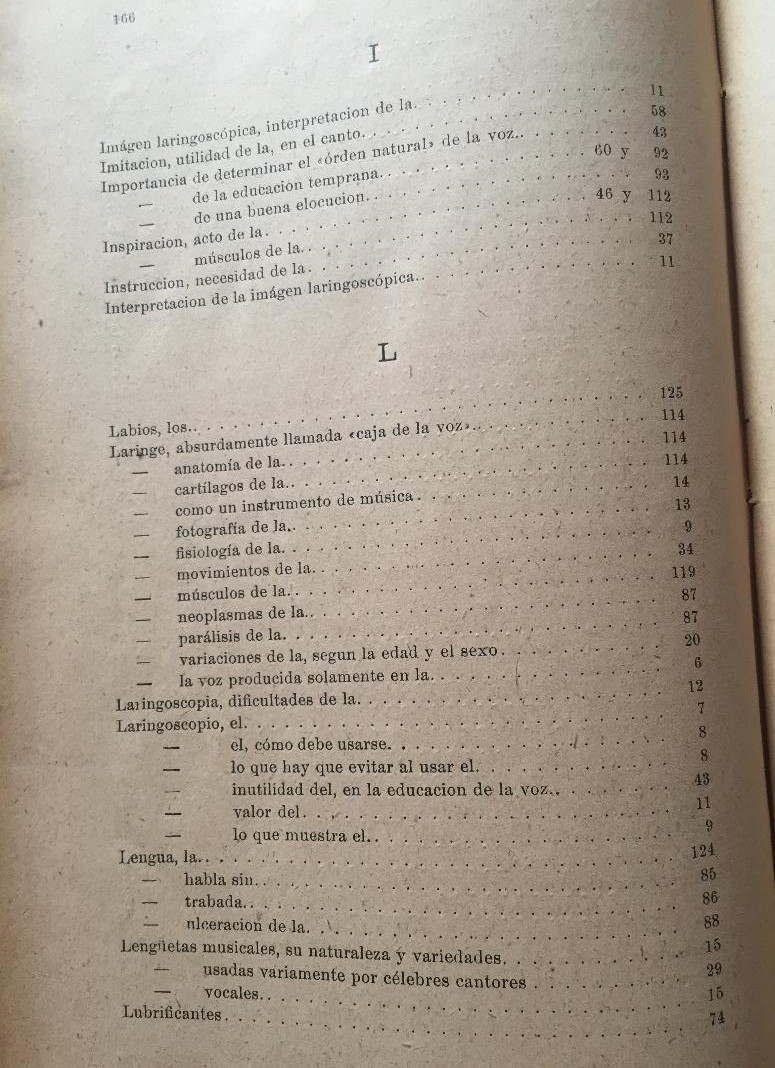 166
I
Imágen laringoscópica, interpretacion de la. . . . . . . . . . . 11
Imitacion, utilidad de la, en el canto. . . . . . . . . . . . . 58
Importancia de determinar el «órden natural» de la voz. . . . . . . 43
— de la educacion temprana. . . . . . . . . . 60 y 92
— de una buena elocucion. . . . . . . . . . . . 93
Inspiracion, acto de la. . . . . . . . . . . . . . . 46 y 112
— músculos de la. . . . . . . . . . . . . . . 112
Instruccion, necesidad de la. . . . . . . . . . . . . . . 37
Interpretacion de la imágen laringoscópica. . . . . . . . . . . 11
L
Labios, los. . . . . . . . . . . . . . . . . . . . 125
Laringe, absurdamente llamada «caja de la voz». . . . . . . . . 114
— anatomía de la. . . . . . . . . . . . . . . . 114
— cartílagos de la. . . . . . . . . . . . . . . . 114
— como un instrumento de música . . . . . . . . . . . 14
— fotografía de la. . . . . . . . . . . . . . . . 13
— fisiología de la. . . . . . . . . . . . . . . . 9
— movimientos de la. . . . . . . . . . . . . . . 34
— músculos de la. . . . . . . . . . . . . . . . 119
— neoplasmas de la. . . . . . . . . . . . . . . 87
— parálisis de la. . . . . . . . . . . . . . . . 87
— variaciones de la, segun la edad y el sexo . . . . . . . . 20
— la voz producida solamente en la. . . . . . . . . . . 6
Laringoscopia, dificultades de la. . . . . . . . . . . . . . 12
Laringoscopio, el. . . . . . . . . . . . . . . . . . 7
— el, cómo debe usarse. . . . . . . . . . . . . 8
— lo que hay que evitar al usar el. . . . . . . . . . 8
— inutilidad del, en la educacion de la voz. . . . . . . 43
— valor del. . . . . . . . . . . . . . . . 11
— lo que muestra el. . . . . . . . . . . . . . 9
Lengua, la. . . . . . . . . . . . . . . . . . . . 124
— habla sin. . . . . . . . . . . . . . . . . . 85
— trabada. . . . . . . . . . . . . . . . . . 86
— ulceracion de la. . . . . . . . . . . . . . . . 88
Lengüetas musicales, su naturaleza y variedades. . . . . . . . . 15
— usadas variamente por célebres cantores . . . . . . . 29
— vocales. . . . . . . . . . . . . . . . . 15
Lubrificantes. . . . . . . . . . . . . . . . . . . 74